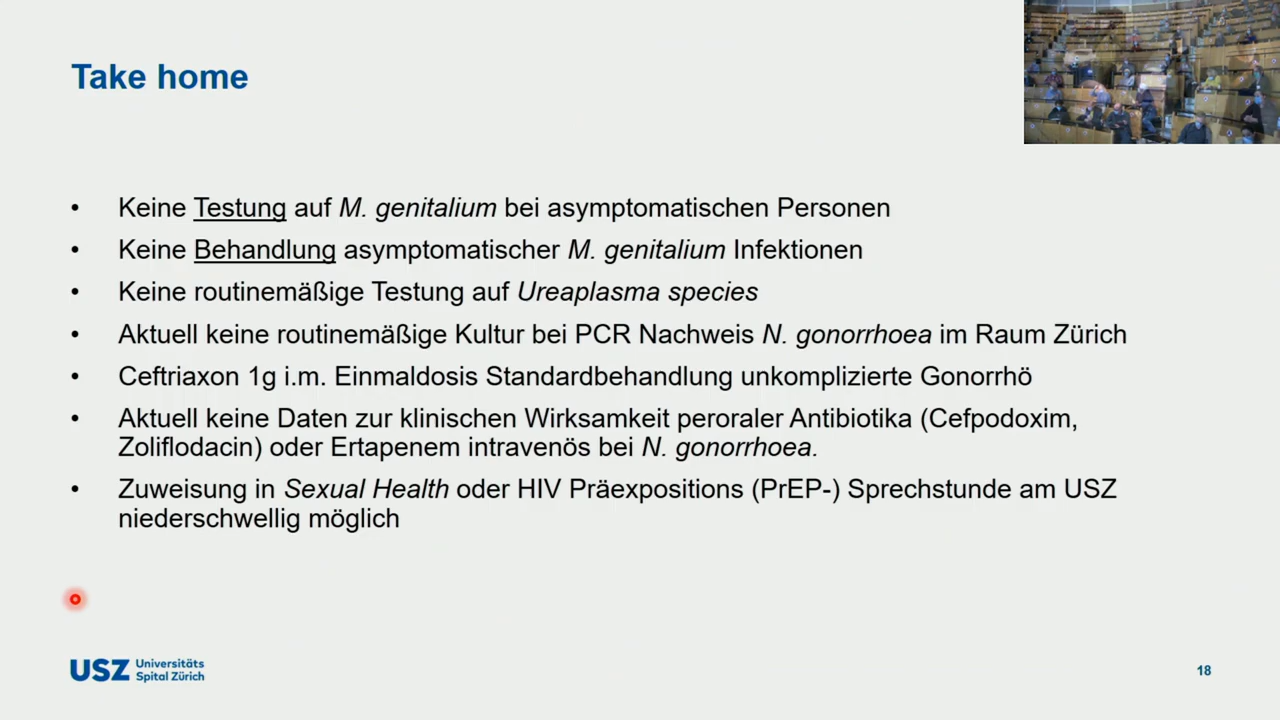 Take home
• Keine Testung auf M. genitalium bei asymptomatischen Personen
• Keine Behandlung asymptomatischer M. genitalium Infektionen
• Keine routinemäßige Testung auf Ureaplasma species
• Aktuell keine routinemäßige Kultur bei PCR Nachweis N. gonorrhoea im Raum Zürich
• Ceftriaxon 1g i.m. Einmaldosis Standardbehandlung unkomplizierte Gonorrhö
• Aktuell keine Daten zur klinischen Wirksamkeit peroraler Antibiotika (Cefpodoxim,
Zoliflodacin) oder Ertapenem intravenös bei N. gonorrhoea.
• Zuweisung in Sexual Health oder HIV Präexpositions (PrEP-) Sprechstunde am USZ
niederschwellig möglich
USZ Universitäts
Spital Zürich
18